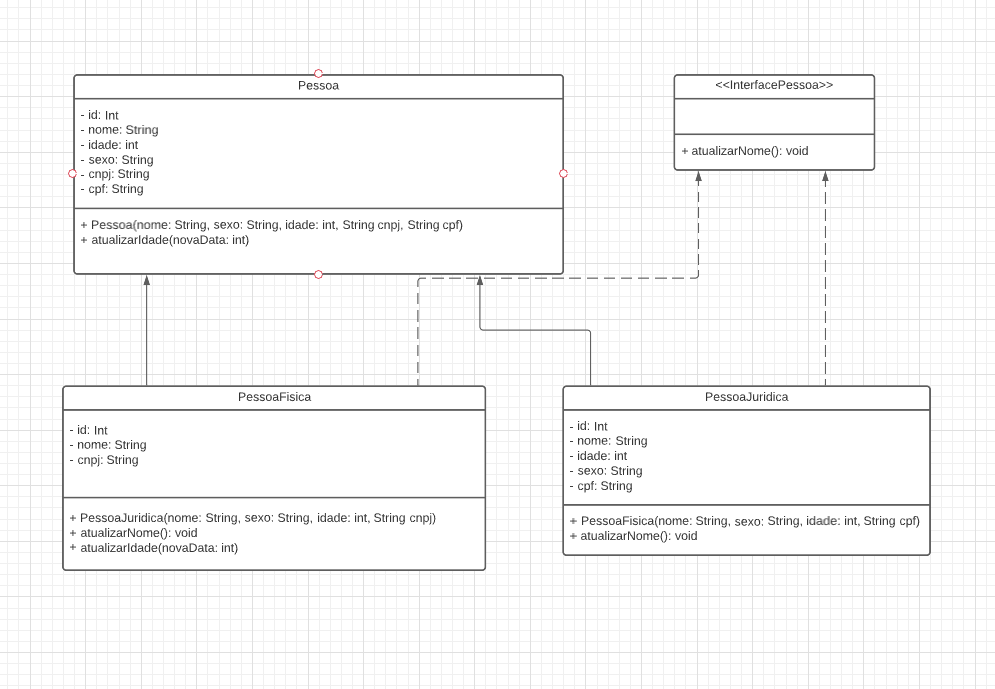 Pessoa
- id: Int
- nome: String
- idade: int
- sexo: String
- cnpj: String
- cpf: String
+ Pessoa(nome: String, sexo: String, idade: int, String cnpj, String cpf)
+ atualizarIdade(novaData: int)
<<InterfacePessoa>>
+ atualizarNome(): void
PessoaFisica
- id: Int
- nome: String
- cnpj: String
+ PessoaJuridica(nome: String, sexo: String, idade: int, String cnpj)
+ atualizarNome(): void
+ atualizarIdade(novaData: int)
PessoaJuridica
- id: Int
- nome: String
- idade: int
- sexo: String
- cpf: String
+ PessoaFisica(nome: String, sexo: String, idade: int, String cpf)
+ atualizarNome(): void